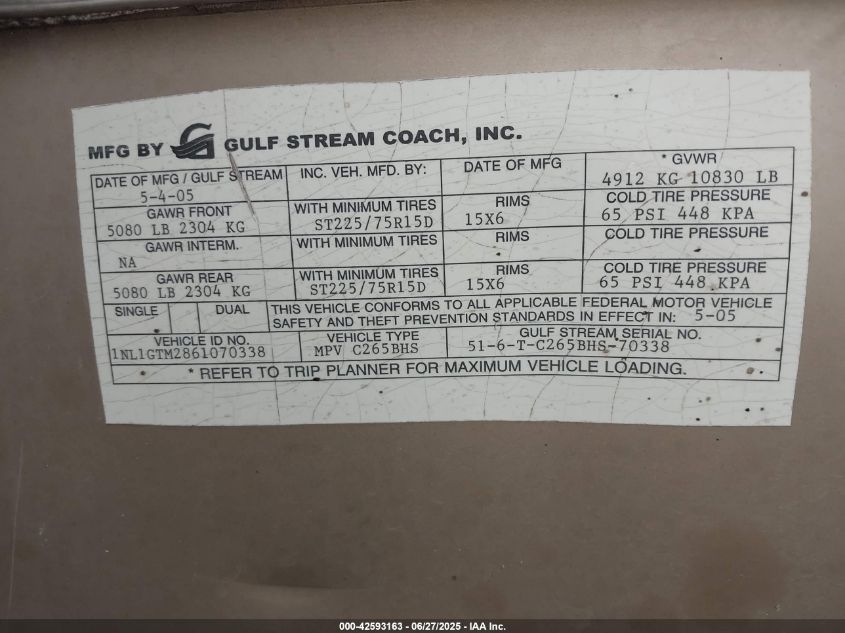 MFG BY GULF STREAM COACH, INC.
DATE OF MFG / GULF STREAM INC. VEH. MFD. BY: DATE OF MFG * GVWR
5-4-05 4912 KG 10830 LB
GAWR FRONT WITH MINIMUM TIRES RIMS COLD TIRE PRESSURE
5080 LB 2304 KG ST225/75R15D 15X6 65 PSI 448 KPA
GAWR INTERM. WITH MINIMUM TIRES RIMS COLD TIRE PRESSURE
NA
GAWR REAR WITH MINIMUM TIRES RIMS COLD TIRE PRESSURE
5080 LB 2304 KG ST225/75R15D 15X6 65 PSI 448 KPA
SINGLE DUAL THIS VEHICLE CONFORMS TO ALL APPLICABLE FEDERAL MOTOR VEHICLE
SAFETY AND THEFT PREVENTION STANDARDS IN EFFECT IN: 5-05
VEHICLE ID NO. VEHICLE TYPE GULF STREAM SERIAL NO.
1NL1GTM2861070338 MPV C265BHS 51-6-T-C265BHS-70338
* REFER TO TRIP PLANNER FOR MAXIMUM VEHICLE LOADING.
000-42593163 - 06/27/2025 - IAA Inc.